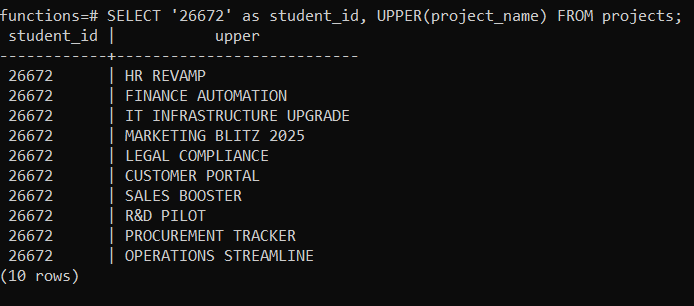 functions=# SELECT '26672' as student_id, UPPER(project_name) FROM projects;
 student_id |          upper
------------+--------------------------
 26672      | HR REVAMP
 26672      | FINANCE AUTOMATION
 26672      | IT INFRASTRUCTURE UPGRADE
 26672      | MARKETING BLITZ 2025
 26672      | LEGAL COMPLIANCE
 26672      | CUSTOMER PORTAL
 26672      | SALES BOOSTER
 26672      | R&D PILOT
 26672      | PROCUREMENT TRACKER
 26672      | OPERATIONS STREAMLINE
(10 rows)